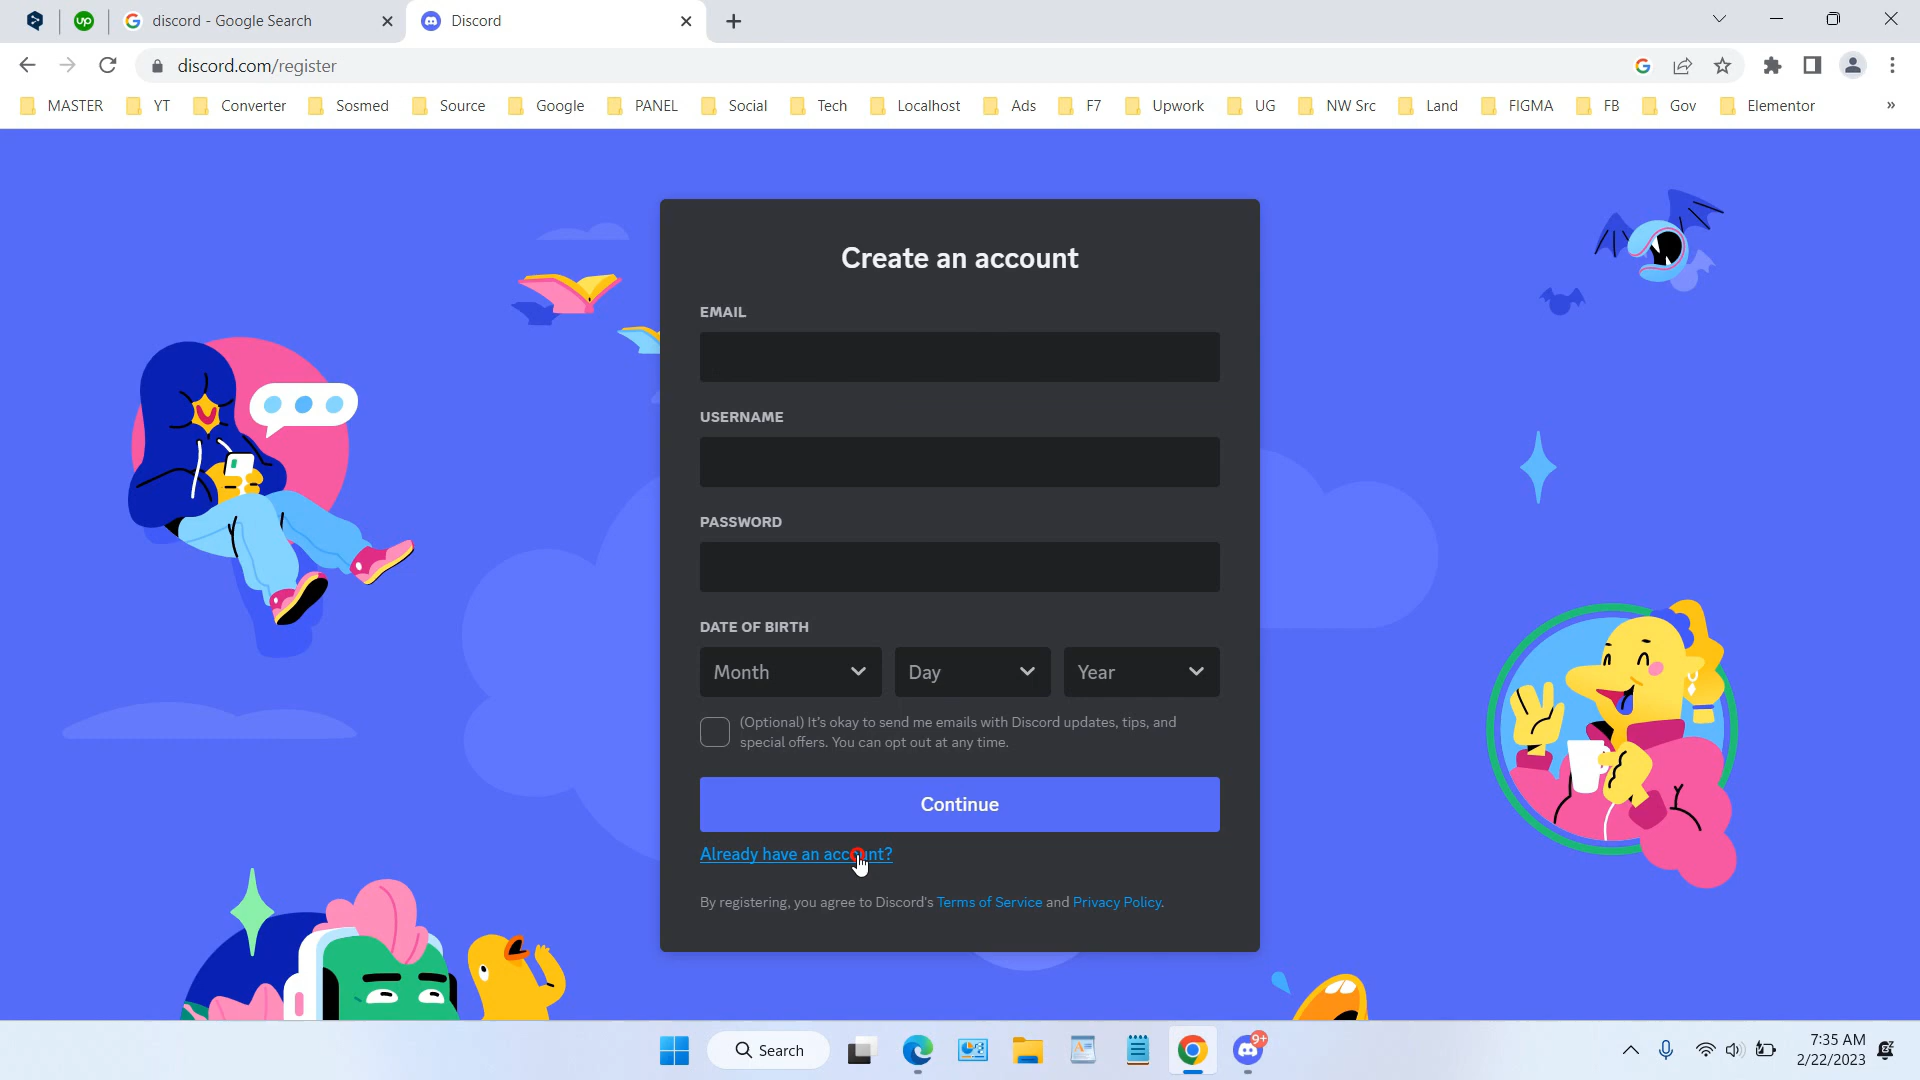 discord - Google Search
Discord
discord.com/register
MASTER YT Converter Sosmed Source Google PANEL Social Tech Localhost Ads F7 Upwork UG NW Src Land FIGMA FB Gov Elementor »
Create an account
EMAIL
USERNAME
PASSWORD
DATE OF BIRTH
Month Day Year
(Optional) It's okay to send me emails with Discord updates, tips, and
special offers. You can opt out at any time.
Continue
Already have an account?
By registering, you agree to Discord's Terms of Service and Privacy Policy.
up
Search
9+
7:35 AM
2/22/2023